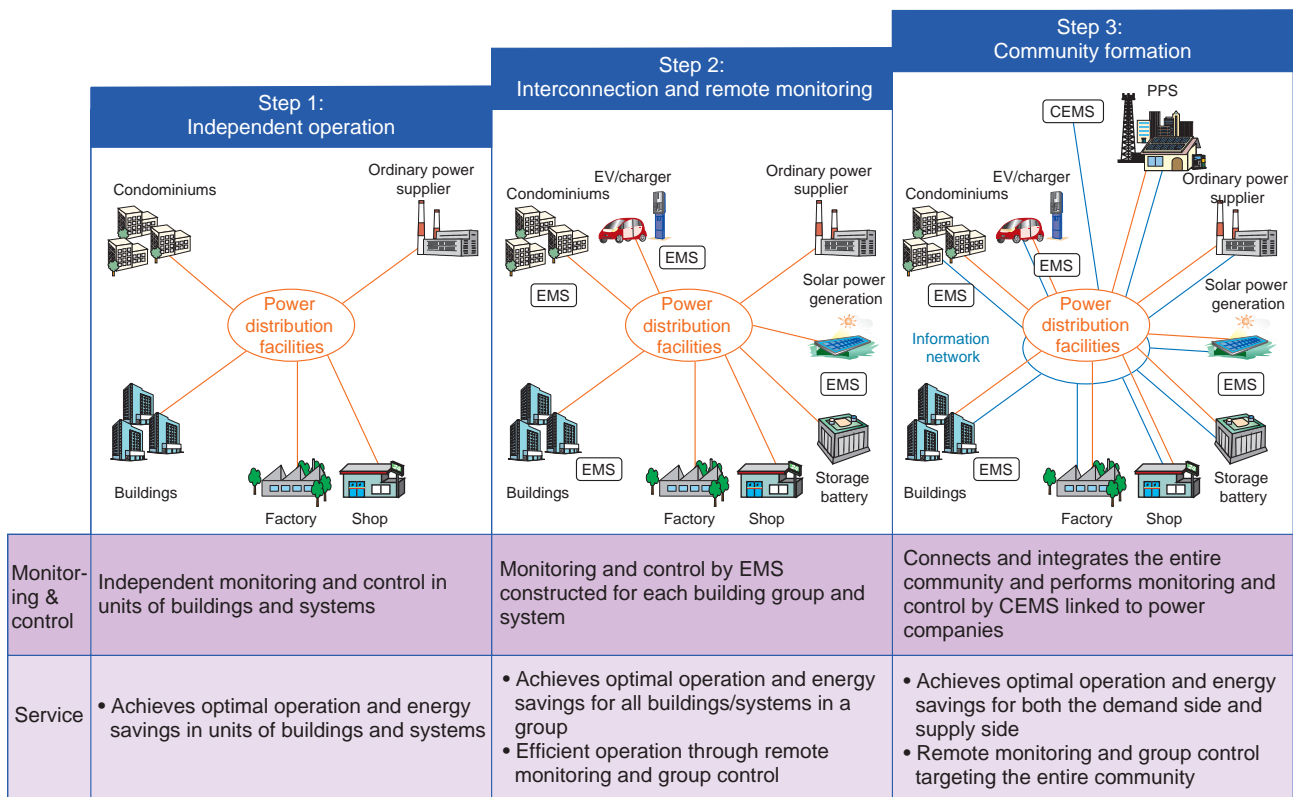 Step 1:
Independent operation
Condominiums
Ordinary power
supplier
Power
distribution
facilities
Buildings
Factory
Shop
Step 2:
Interconnection and remote monitoring
Condominiums
EV/charger
Ordinary power
supplier
EMS
EMS
Solar power
generation
Power
distribution
facilities
EMS
EMS
Buildings
Factory
Shop
Storage
battery
Step 3:
Community formation
PPS
CEMS
Condominiums
EV/charger
Ordinary power
supplier
EMS
EMS
Solar power
generation
Power
distribution
facilities
Information
network
EMS
EMS
Buildings
Factory
Shop
Storage
battery
Monitor-
ing &
control
Independent monitoring and control in
units of buildings and systems
Monitoring and control by EMS
constructed for each building group and
system
Connects and integrates the entire
community and performs monitoring and
control by CEMS linked to power
companies
Service
• Achieves optimal operation and energy
savings in units of buildings and systems
• Achieves optimal operation and energy
savings for all buildings/systems in a
group
• Efficient operation through remote
monitoring and group control
• Achieves optimal operation and energy
savings for both the demand side and
supply side
• Remote monitoring and group control
targeting the entire community